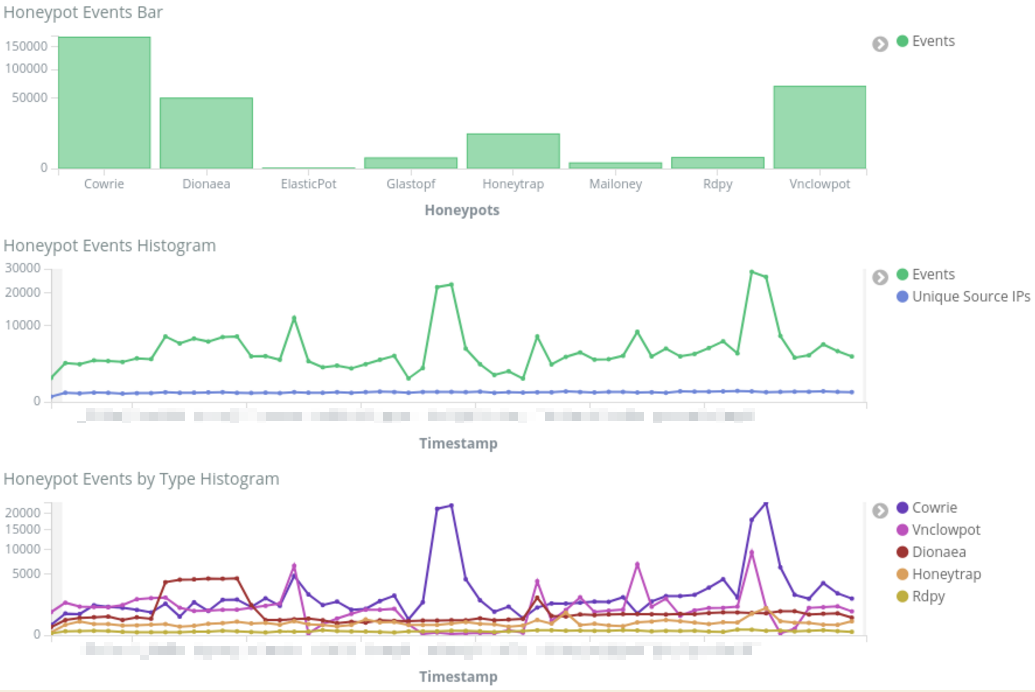 Honeypot Events Bar
150000
100000
50000
0
Events
Cowrie Dionaea ElasticPot Glastopf Honeytrap Mailoney Rdpy Vnclowpot
Honeypots
Honeypot Events Histogram
30000
20000
10000
0
Events
Unique Source IPs
Timestamp
Honeypot Events by Type Histogram
20000
15000
10000
5000
0
Cowrie
Vnclowpot
Dionaea
Honeytrap
Rdpy
Timestamp